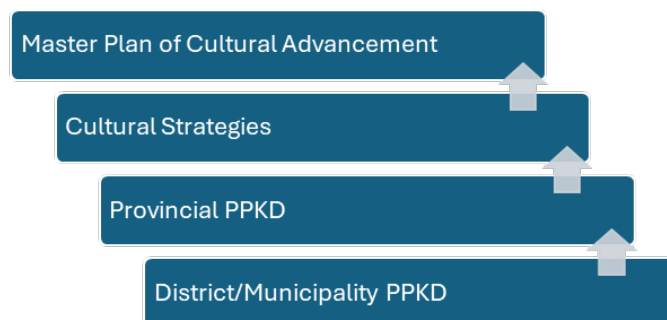 Master Plan of Cultural Advancement
Cultural Strategies
Provincial PPKD
District/Municipality PPKD